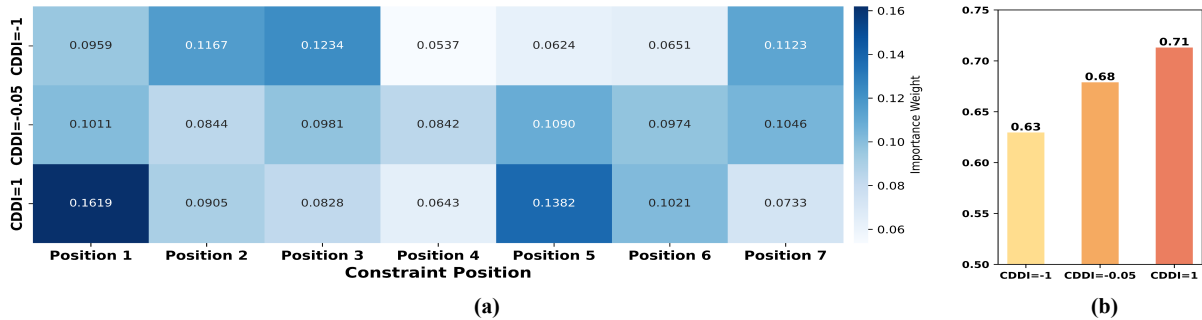 CDDI=-1
0.0959 0.1167 0.1234 0.0537 0.0624 0.0651 0.1123
CDDI=-0.05
0.1011 0.0844 0.0981 0.0842 0.1090 0.0974 0.1046
CDDI=1
0.1619 0.0905 0.0828 0.0643 0.1382 0.1021 0.0733
Position 1 Position 2 Position 3 Position 4 Position 5 Position 6 Position 7
Constraint Position
0.16
0.14
0.12
0.10
0.08
0.06
Importance Weight
(a)
0.75
0.70
0.65
0.60
0.55
0.50
0.63
0.68
0.71
CDDI=-1 CDDI=-0.05 CDDI=1
(b)